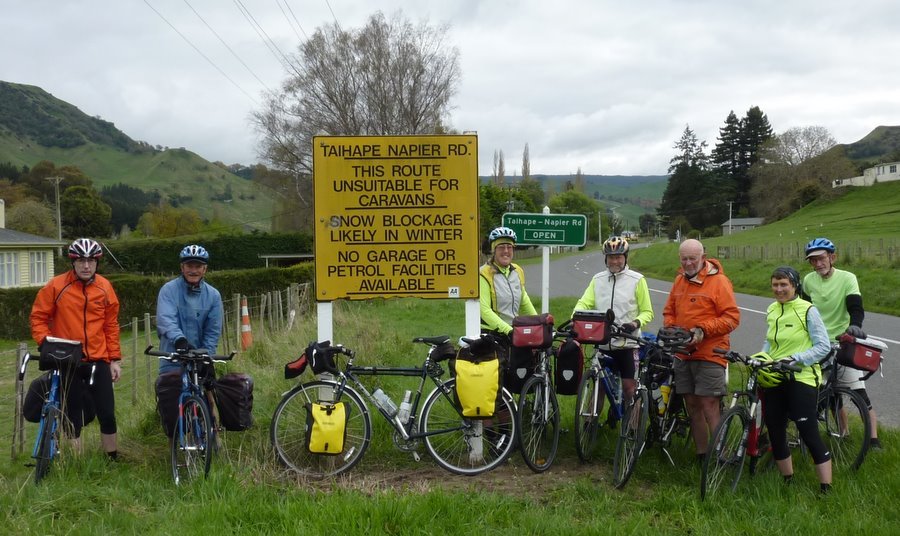 TAIHAPE NAPIER RD.
THIS ROUTE
UNSUITABLE FOR
CARAVANS
SNOW BLOCKAGE
LIKELY IN WINTER
NO GARAGE OR
PETROL FACILITIES
AVAILABLE
AA
Taihape - Napier Rd
OPEN